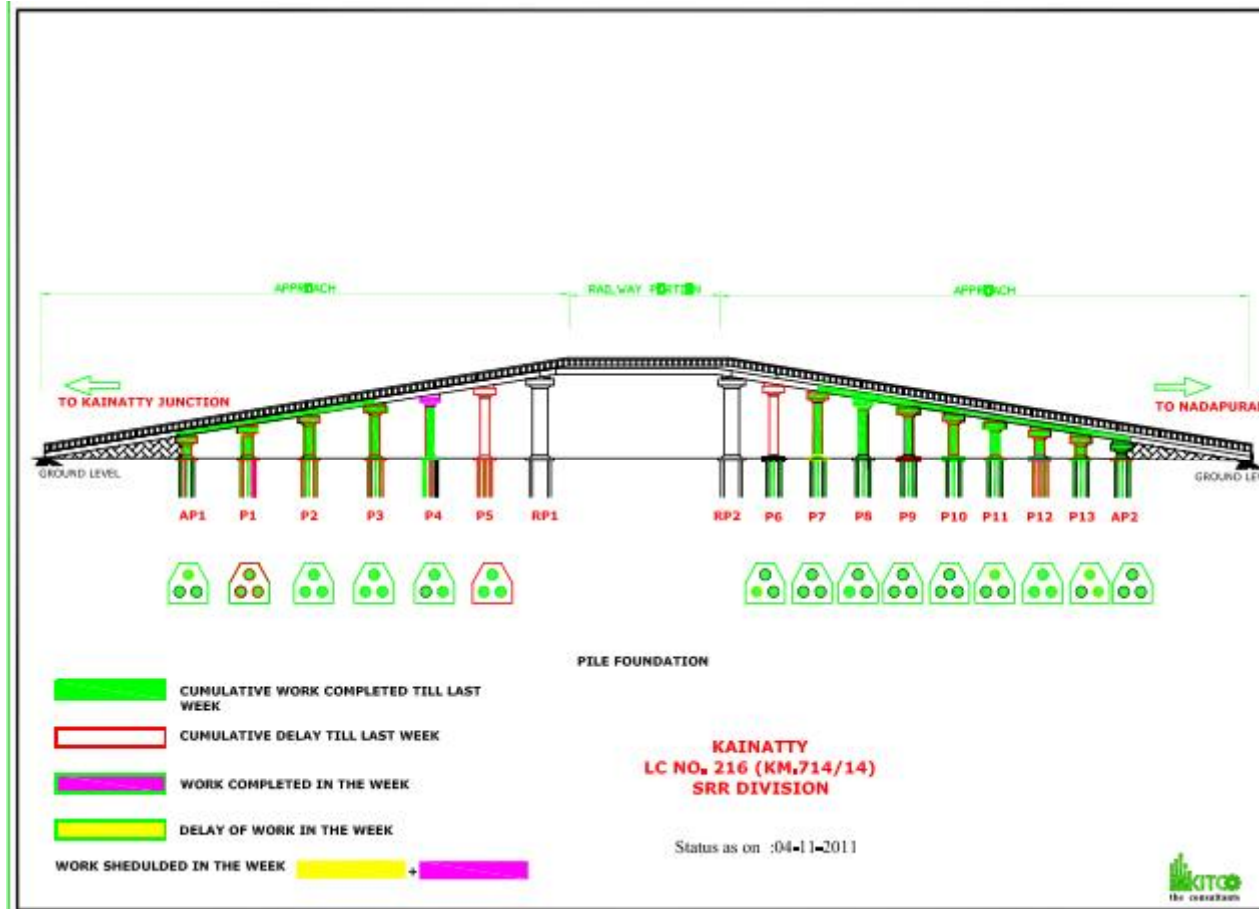 APPROACH RAILWAY PORTION APPROACH
TO KAINATTY JUNCTION
TO NADAPURAM
GROUND LEVEL
GROUND LE
AP1 P1 P2 P3 P4 P5 RP1 RP2 P6 P7 P8 P9 P10 P11 P12 P13 AP2
PILE FOUNDATION
CUMULATIVE WORK COMPLETED TILL LAST
WEEK
CUMULATIVE DELAY TILL LAST WEEK
WORK COMPLETED IN THE WEEK
DELAY OF WORK IN THE WEEK
WORK SHEDULDED IN THE WEEK +
KAINATTY
LC NO. 216 (KM.714/14)
SRR DIVISION
Status as on :04-11-2011
KITCO
the consultants